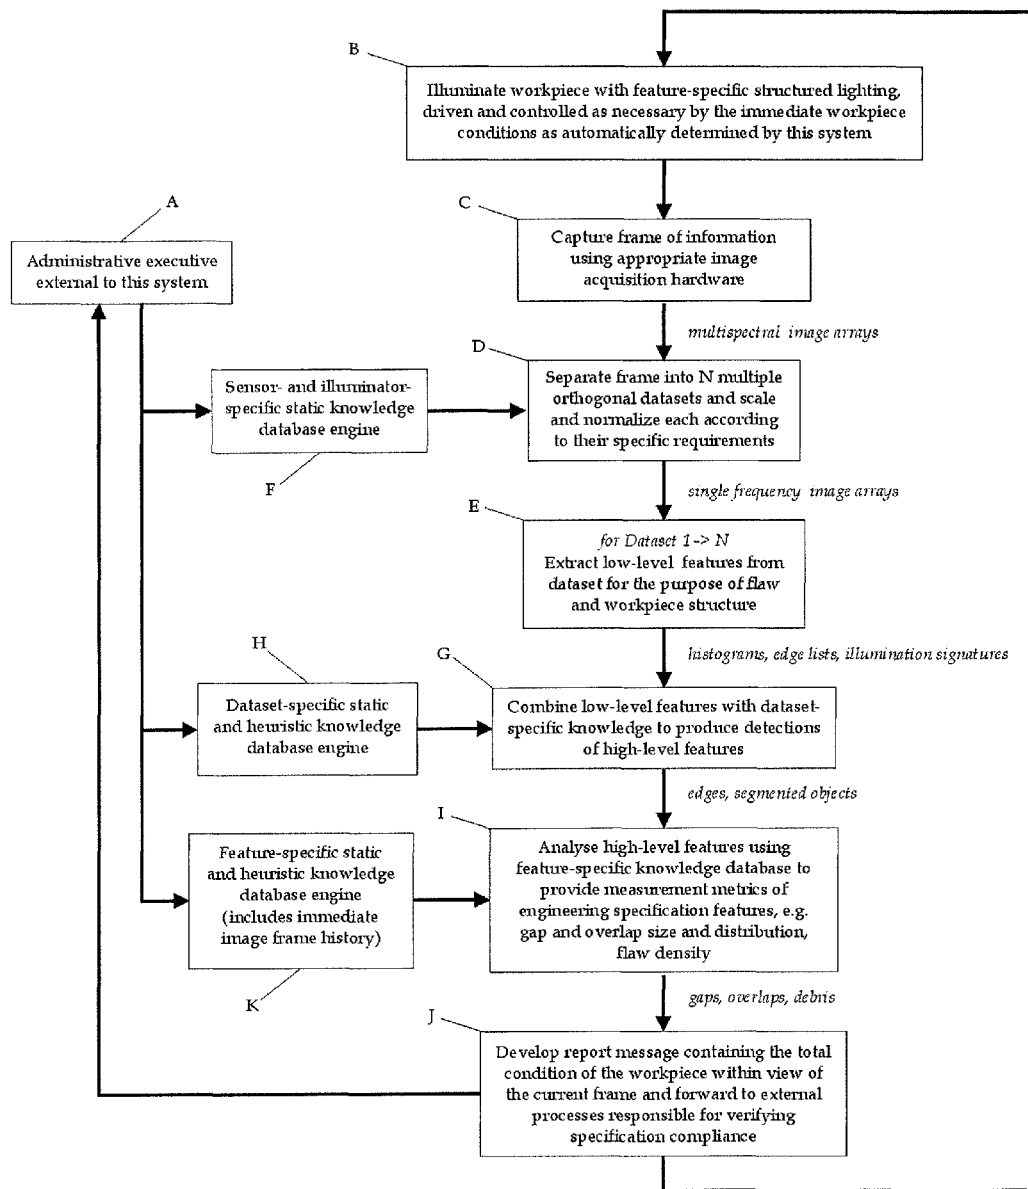 B
Illuminate workpiece with feature-specific structured lighting,
driven and controlled as necessary by the immediate workpiece
conditions as automatically determined by this system
C
Capture frame of information
using appropriate image
acquisition hardware
A
Administrative executive
external to this system
multispectral image arrays
D
Separate frame into N multiple
orthogonal datasets and scale
and normalize each according
to their specific requirements
Sensor- and illuminator-
specific static knowledge
database engine
F
single frequency image arrays
E
for Dataset 1 -> N
Extract low-level features from
dataset for the purpose of flaw
and workpiece structure
histograms, edge lists, illumination signatures
H
Dataset-specific static
and heuristic knowledge
database engine
G
Combine low-level features with dataset-
specific knowledge to produce detections
of high-level features
edges, segmented objects
I
Analyse high-level features using
feature-specific knowledge database to
provide measurement metrics of
engineering specification features, e.g.
gap and overlap size and distribution,
flaw density
Feature-specific static
and heuristic knowledge
database engine
(includes immediate
image frame history)
K
gaps, overlaps, debris
J
Develop report message containing the total
condition of the workpiece within view of
the current frame and forward to external
processes responsible for verifying
specification compliance